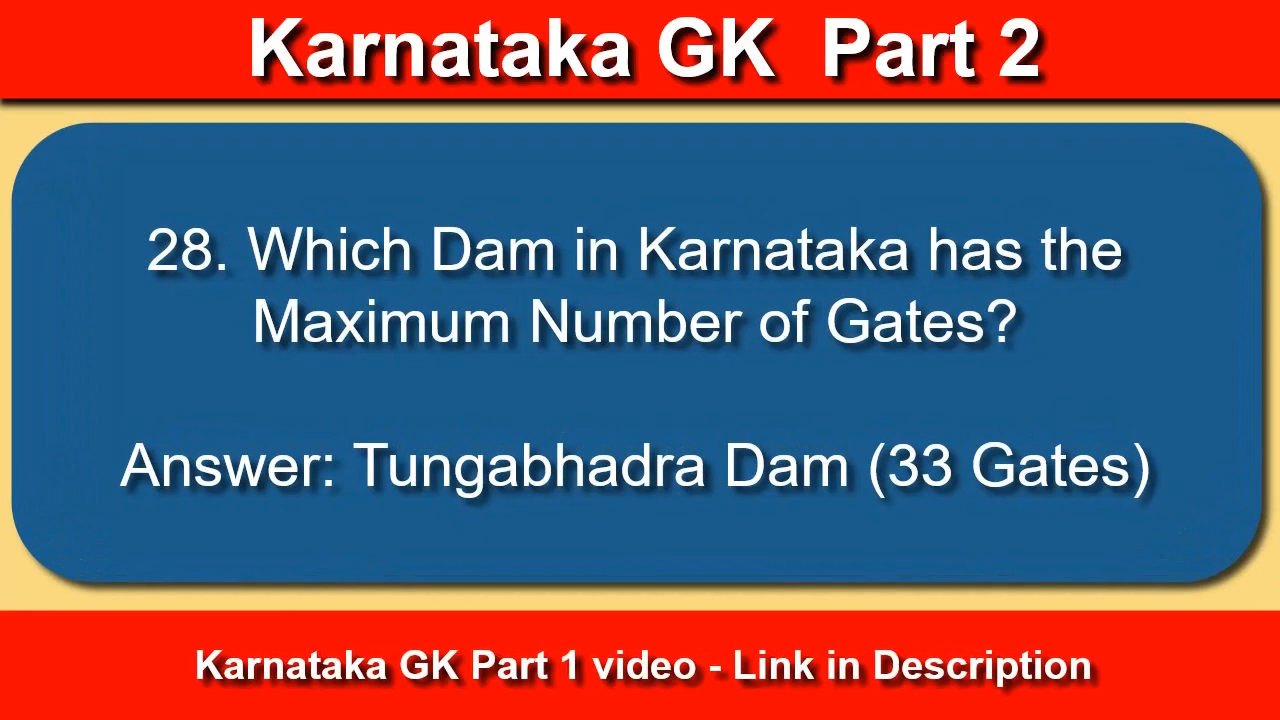 Karnataka GK Part 2
28. Which Dam in Karnataka has the
Maximum Number of Gates?
Answer: Tungabhadra Dam (33 Gates)
Karnataka GK Part 1 video - Link in Description